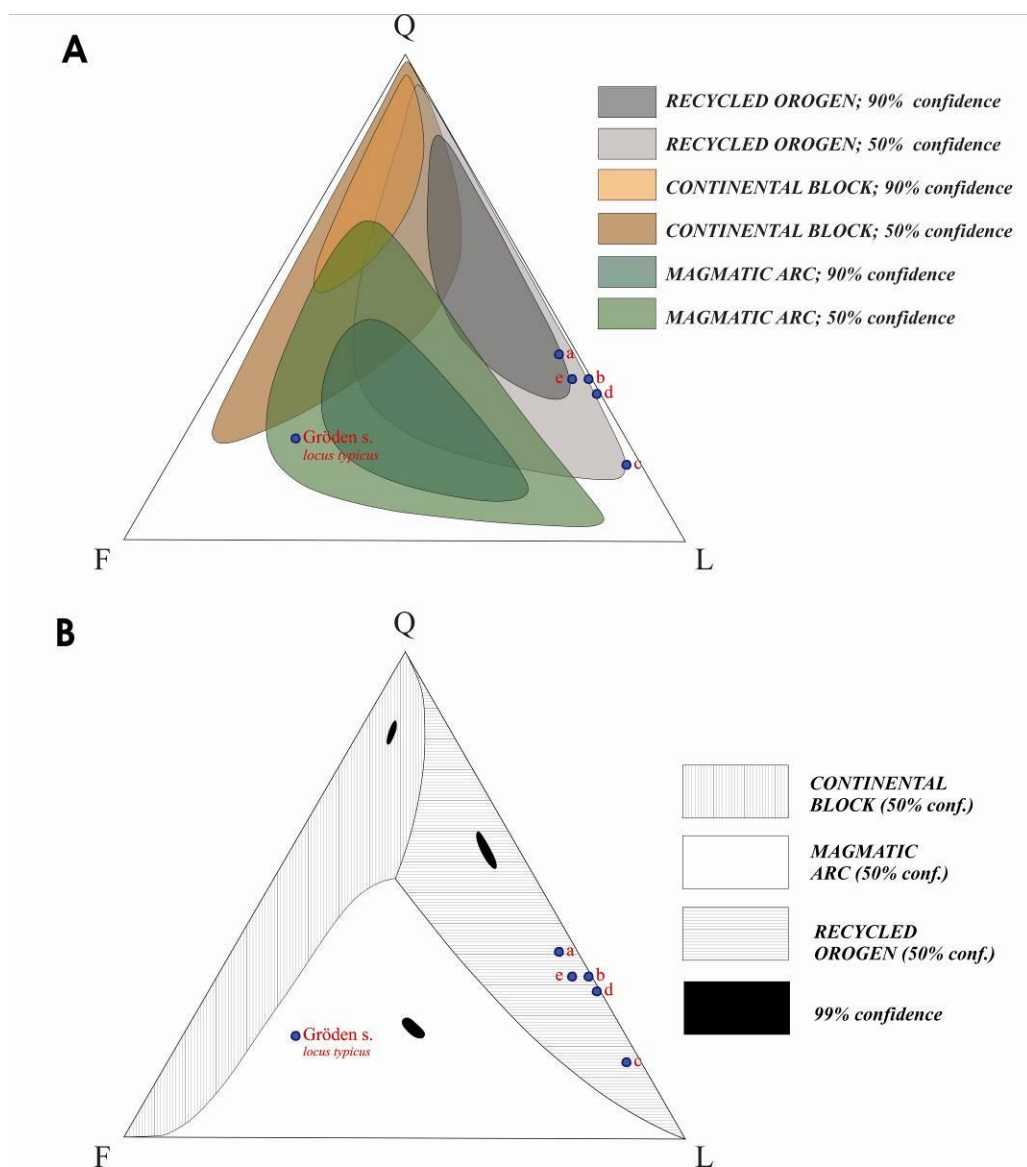 A
Q
RECYCLED OROGEN; 90% confidence
RECYCLED OROGEN; 50% confidence
CONTINENTAL BLOCK; 90% confidence
CONTINENTAL BLOCK; 50% confidence
MAGMATIC ARC; 90% confidence
MAGMATIC ARC; 50% confidence
a
e
b
d
Gröden s.
locus typicus
c
F
L
B
Q
CONTINENTAL
BLOCK (50% conf.)
MAGMATIC
ARC (50% conf.)
RECYCLED
OROGEN (50% conf.)
99% confidence
a
e
b
d
Gröden s.
locus typicus
c
F
L